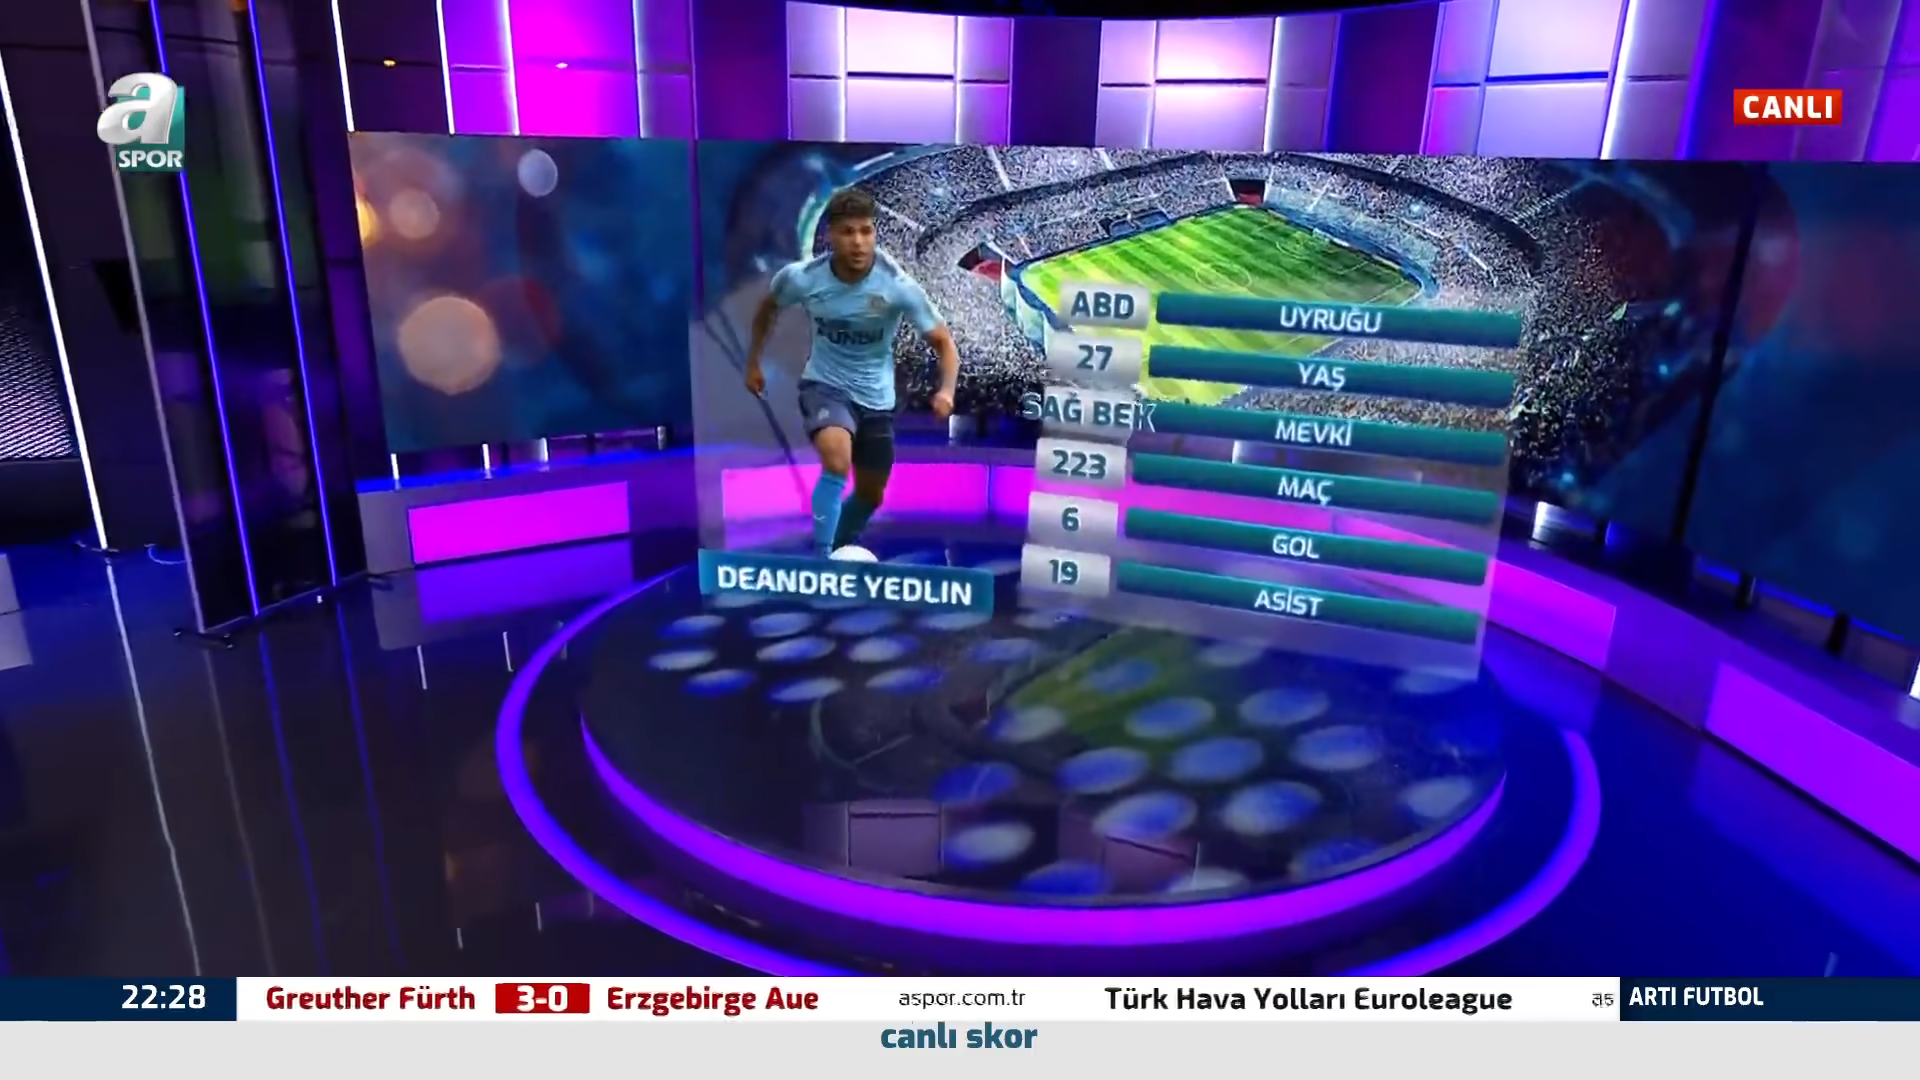 a
SPOR
CANLI
ABD UYRUĞU
27 YAŞ
SAĞ BEK MEVKİ
223 MAÇ
6 GOL
19 ASİST
DEANDRE YEDLIN
22:28 Greuther Fürth 3-0 Erzgebirge Aue aspor.com.tr Türk Hava Yolları Euroleague as ARTI FUTBOL
canlı skor